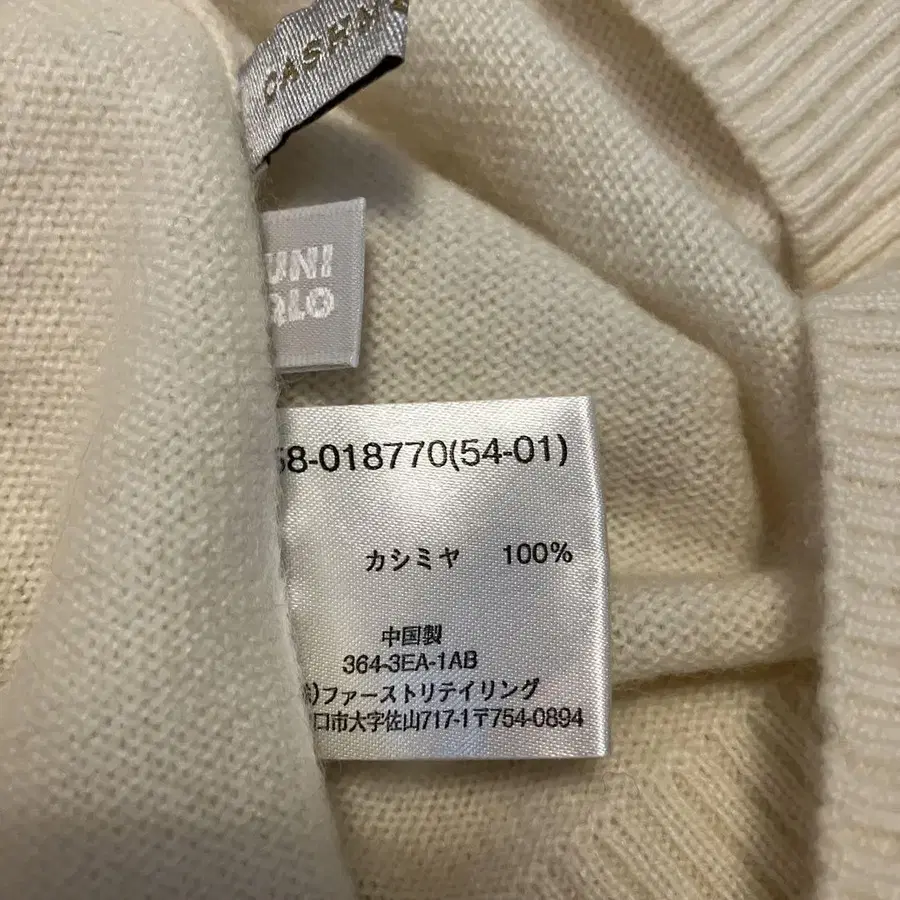 CASHM
UNI
QLO
58-018770(54-01)
カシミヤ 100%
中国製
364-3EA-1AB
)ファーストリテイリング
口市大字佐山717-1〒754-0894